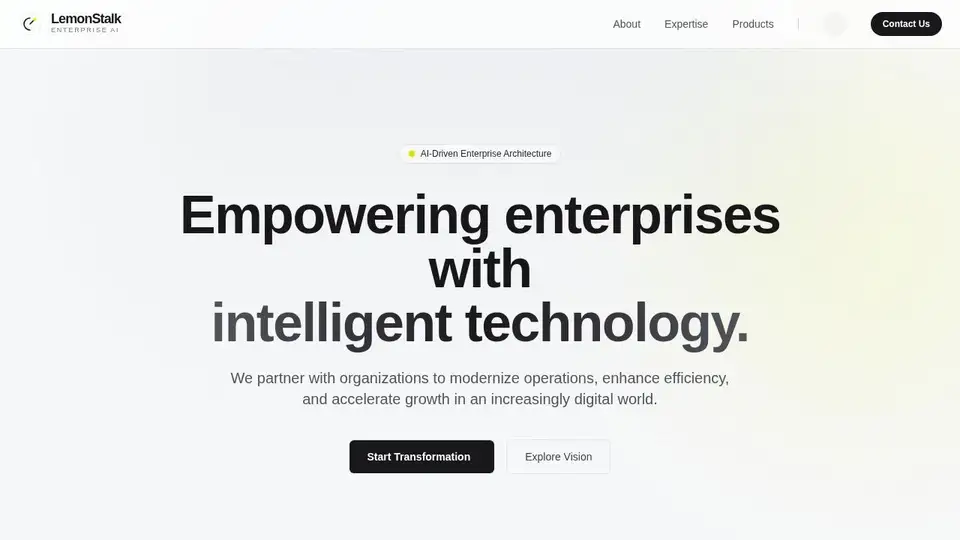 LemonStalk
ENTERPRISE AI
About
Expertise
Products
Contact Us
AI-Driven Enterprise Architecture
Empowering enterprises
with
intelligent technology.
We partner with organizations to modernize operations, enhance efficiency,
and accelerate growth in an increasingly digital world.
Start Transformation
Explore Vision